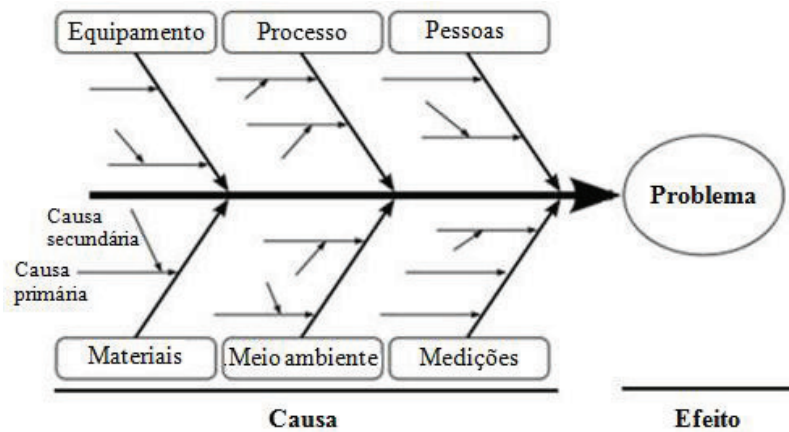 Equipamento
Processo
Pessoas
Problema
Causa
secundária
Causa
primária
Materiais
.Meio ambiente
Medições
Causa
Efeito